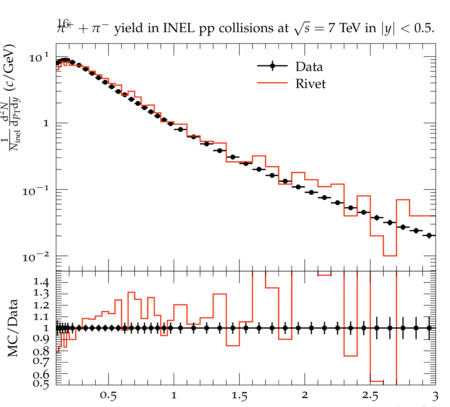 π⁺ + π⁻ yield in INEL pp collisions at √s = 7 TeV in |y| < 0.5.
1/N_inel d²N/dp_T dy (c/GeV)
Data
Rivet
10¹
1
10⁻¹
10⁻²
MC/Data
1.4
1.3
1.2
1.1
1
0.9
0.8
0.7
0.6
0.5
0.5 1 1.5 2 2.5 3